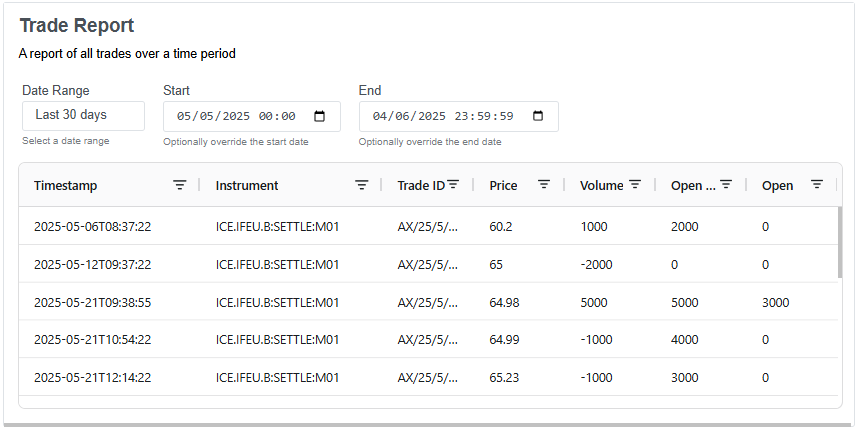 Trade Report
A report of all trades over a time period
Date Range Start End
Last 30 days 05/05/2025 00:00 04/06/2025 23:59:59
Select a date range Optionally override the start date Optionally override the end date
Timestamp Instrument Trade ID Price Volume Open ... Open
2025-05-06T08:37:22 ICE.IFEU.B:SETTLE:M01 AX/25/5/... 60.2 1000 2000 0
2025-05-12T09:37:22 ICE.IFEU.B:SETTLE:M01 AX/25/5/... 65 -2000 0 0
2025-05-21T09:38:55 ICE.IFEU.B:SETTLE:M01 AX/25/5/... 64.98 5000 5000 3000
2025-05-21T10:54:22 ICE.IFEU.B:SETTLE:M01 AX/25/5/... 64.99 -1000 4000 0
2025-05-21T12:14:22 ICE.IFEU.B:SETTLE:M01 AX/25/5/... 65.23 -1000 3000 0